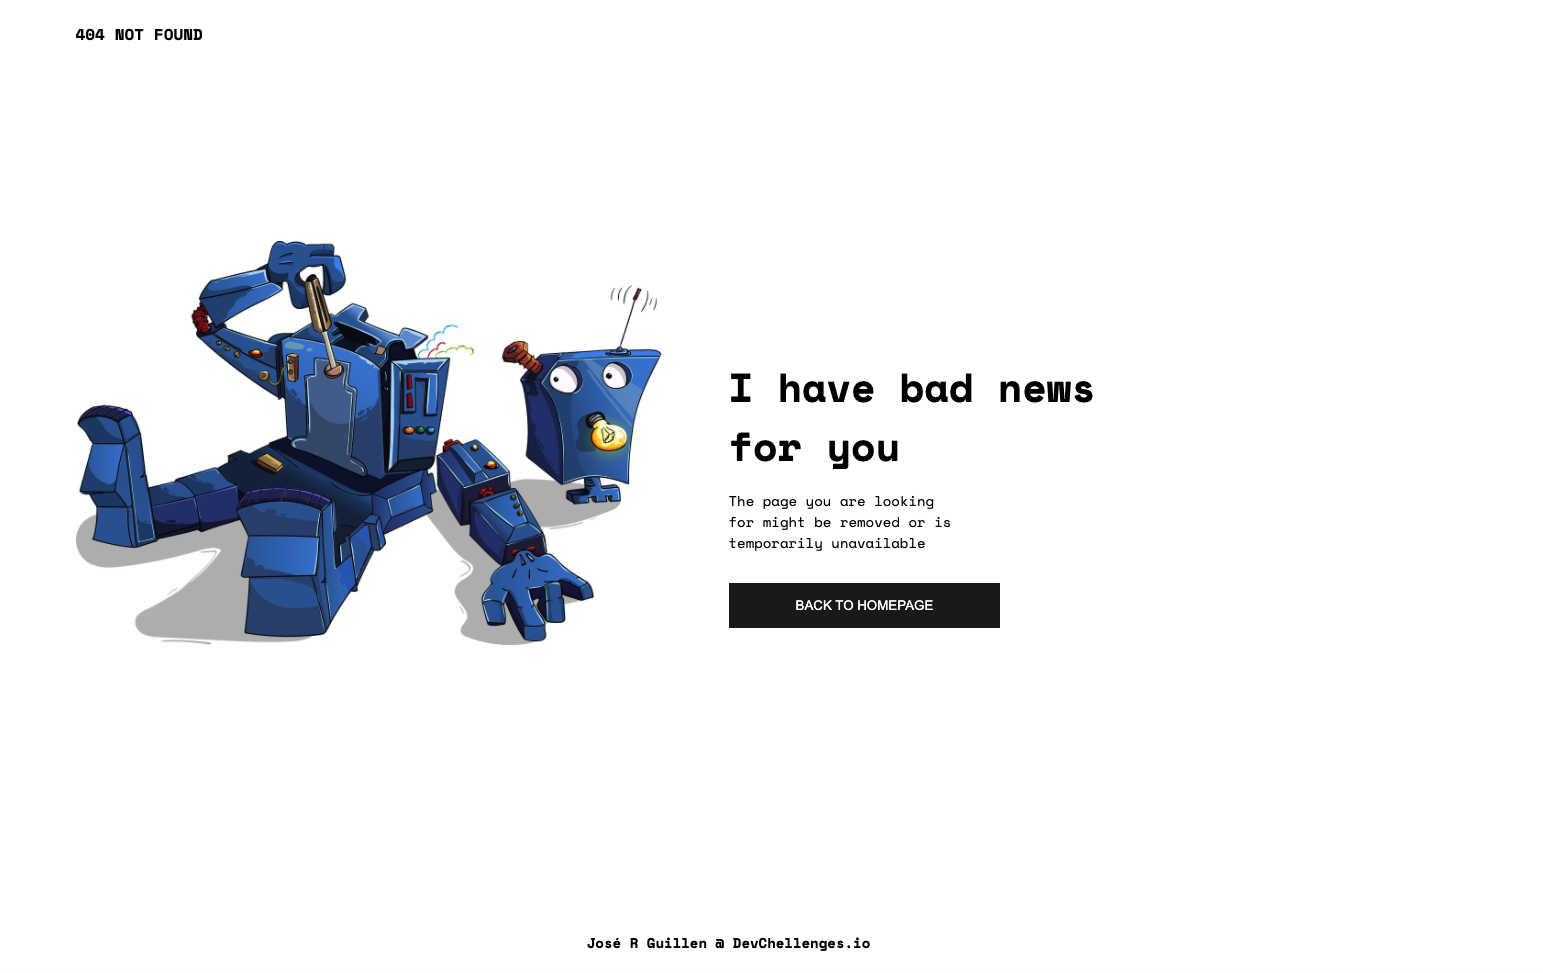 404 NOT FOUND
I have bad news
for you
The page you are looking
for might be removed or is
temporarily unavailable
BACK TO HOMEPAGE
José R Guillen @ DevChellenges.io